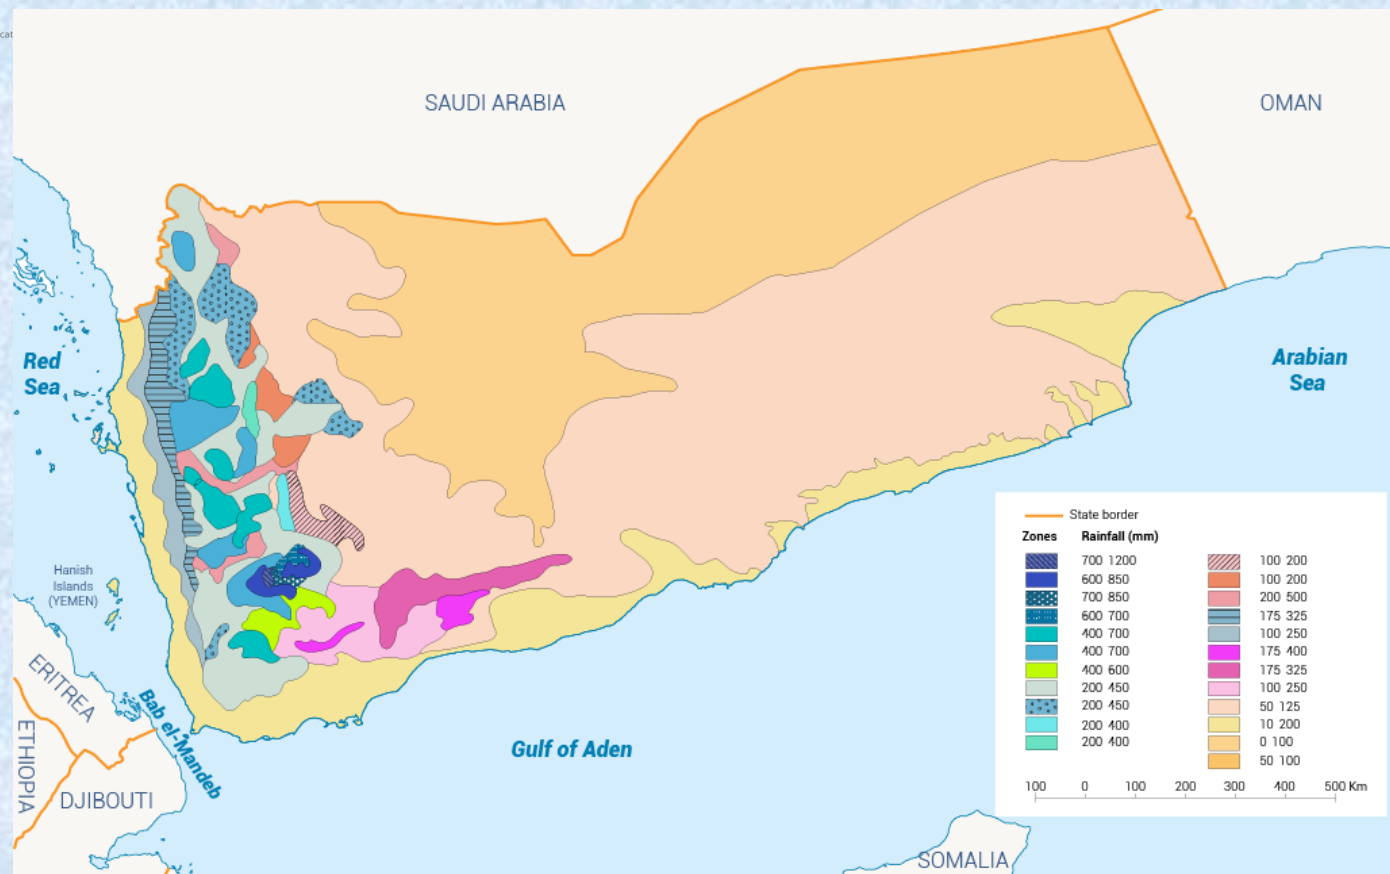 cat
SAUDI ARABIA
OMAN
Red
Sea
Arabian
Sea
Hanish
Islands
(YEMEN)
ERITREA
Bab el-Mandeb
ETHIOPIA
DJIBOUTI
Gulf of Aden
SOMALIA
State border
Zones Rainfall (mm)
700 1200
600 850
700 850
600 700
400 700
400 700
400 600
200 450
200 450
200 400
200 400
100 200
100 200
200 500
175 325
100 250
175 400
175 325
100 250
50 125
10 200
0 100
50 100
100 0 100 200 300 400 500 Km